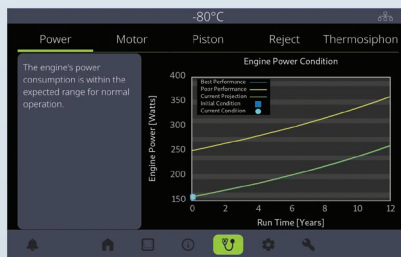 -80°C
Power Motor Piston Reject Thermosiphon
The engine's power
consumption is within the
expected range for normal
operation.
Engine Power Condition
Engine Power [Watts]
400
350
300
250
200
150
Best Performance
Poor Performance
Current Projection
Initial Condition
Current Condition
0 2 4 6 8 10 12
Run Time [Years]